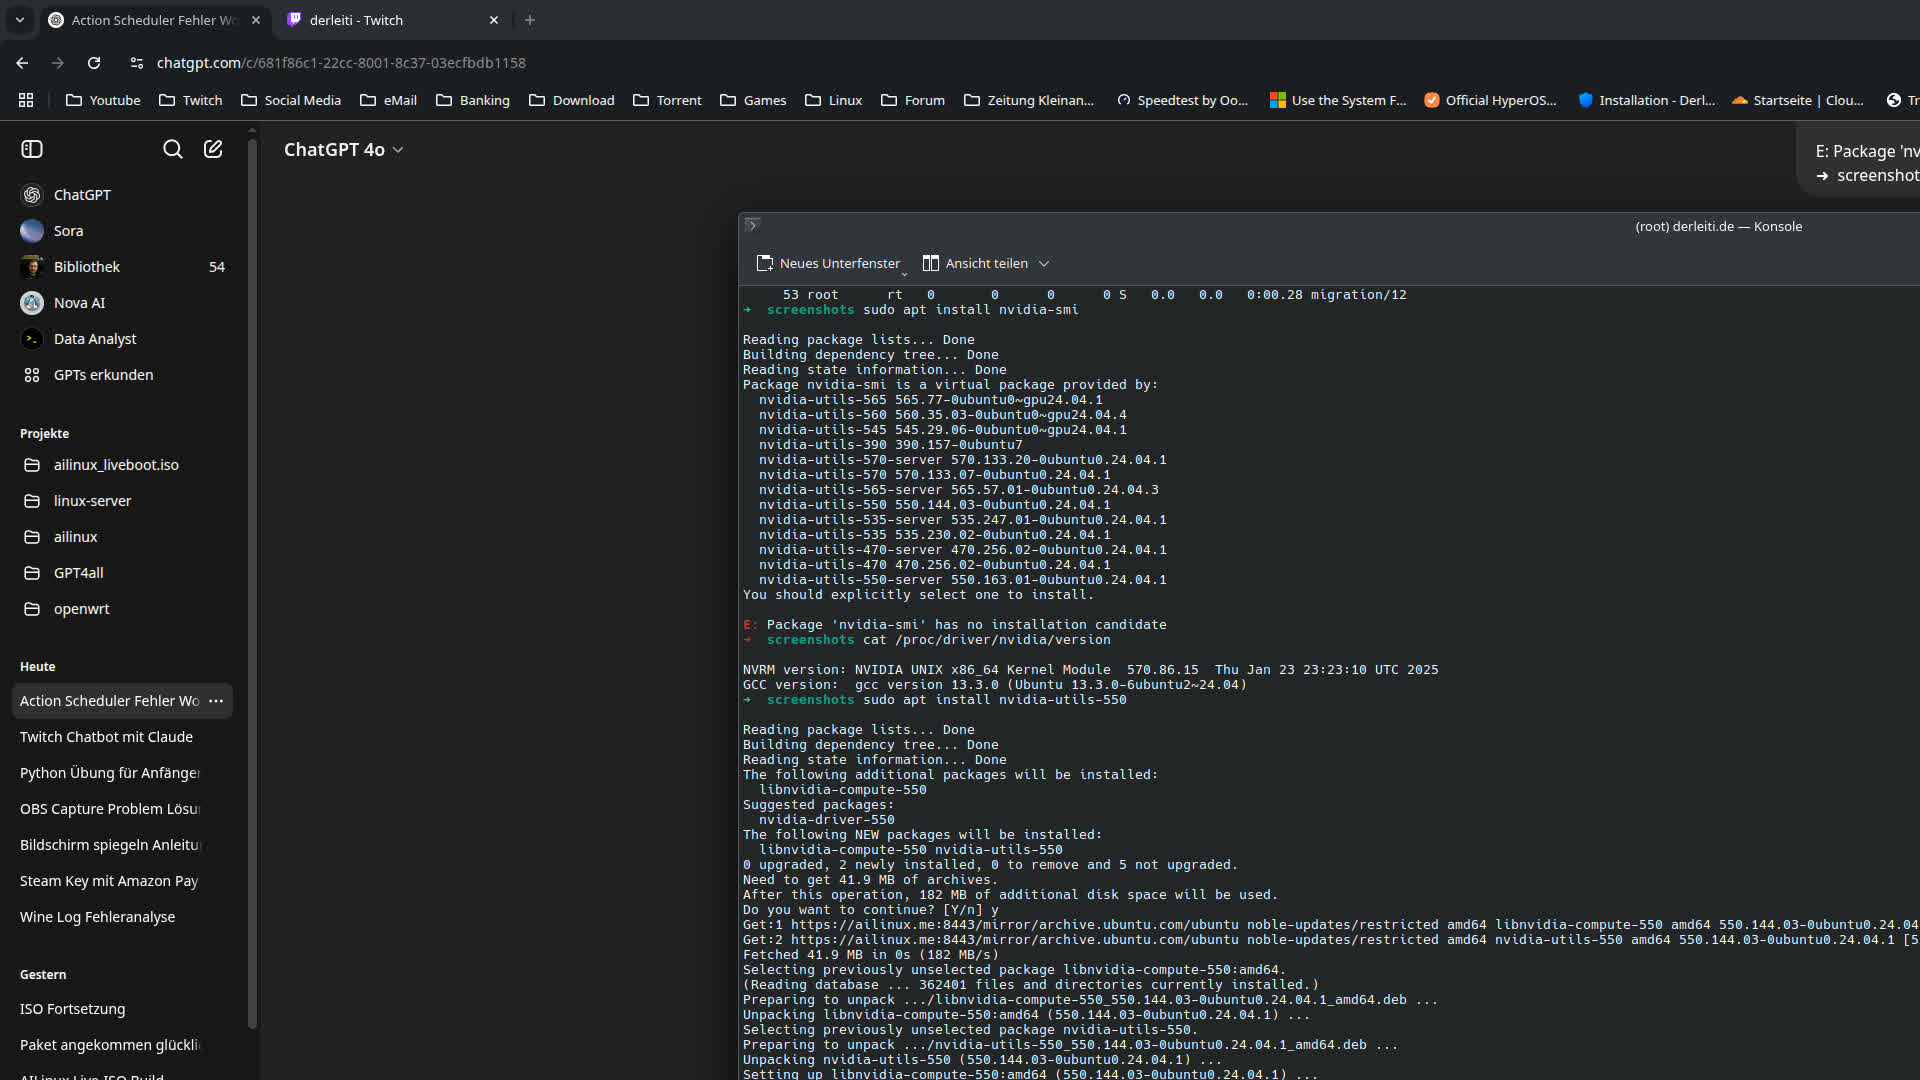 Action Scheduler Fehler Wo
derleiti - Twitch
chatgpt.com/c/681f86c1-22cc-8001-8c37-03ecfbdb1158
Youtube
Twitch
Social Media
eMail
Banking
Download
Torrent
Games
Linux
Forum
Zeitung Kleinan...
Speedtest by Oo...
Use the System F...
Official HyperOS...
Installation - Derl...
Startseite | Clou...
Tr
ChatGPT 4o
E: Package 'nv
➜ screenshot
ChatGPT
Sora
Bibliothek 54
Nova AI
Data Analyst
GPTs erkunden
Projekte
ailinux_liveboot.iso
linux-server
ailinux
GPT4all
openwrt
Heute
Action Scheduler Fehler Wo
Twitch Chatbot mit Claude
Python Übung für Anfänger
OBS Capture Problem Lösu
Bildschirm spiegeln Anleitu
Steam Key mit Amazon Pay
Wine Log Fehleranalyse
Gestern
ISO Fortsetzung
Paket angekommen glückli
AILinux Live ISO Build
(root) derleiti.de — Konsole
Neues Unterfenster
Ansicht teilen
53 root rt 0 0 0 0 S 0.0 0.0 0:00.28 migration/12
➜ screenshots sudo apt install nvidia-smi
Reading package lists... Done
Building dependency tree... Done
Reading state information... Done
Package nvidia-smi is a virtual package provided by:
nvidia-utils-565 565.77-0ubuntu0~gpu24.04.1
nvidia-utils-560 560.35.03-0ubuntu0~gpu24.04.4
nvidia-utils-545 545.29.06-0ubuntu0~gpu24.04.1
nvidia-utils-390 390.157-0ubuntu7
nvidia-utils-570-server 570.133.20-0ubuntu0.24.04.1
nvidia-utils-570 570.133.07-0ubuntu0.24.04.1
nvidia-utils-565-server 565.57.01-0ubuntu0.24.04.3
nvidia-utils-550 550.144.03-0ubuntu0.24.04.1
nvidia-utils-535-server 535.247.01-0ubuntu0.24.04.1
nvidia-utils-535 535.230.02-0ubuntu0.24.04.1
nvidia-utils-470-server 470.256.02-0ubuntu0.24.04.1
nvidia-utils-470 470.256.02-0ubuntu0.24.04.1
nvidia-utils-550-server 550.163.01-0ubuntu0.24.04.1
You should explicitly select one to install.
E: Package 'nvidia-smi' has no installation candidate
➜ screenshots cat /proc/driver/nvidia/version
NVRM version: NVIDIA UNIX x86_64 Kernel Module 570.86.15 Thu Jan 23 23:23:10 UTC 2025
GCC version: gcc version 13.3.0 (Ubuntu 13.3.0-6ubuntu2~24.04)
➜ screenshots sudo apt install nvidia-utils-550
Reading package lists... Done
Building dependency tree... Done
Reading state information... Done
The following additional packages will be installed:
libnvidia-compute-550
Suggested packages:
nvidia-driver-550
The following NEW packages will be installed:
libnvidia-compute-550 nvidia-utils-550
0 upgraded, 2 newly installed, 0 to remove and 5 not upgraded.
Need to get 41.9 MB of archives.
After this operation, 182 MB of additional disk space will be used.
Do you want to continue? [Y/n] y
Get:1 https://ailinux.me:8443/mirror/archive.ubuntu.com/ubuntu noble-updates/restricted amd64 libnvidia-compute-550 amd64 550.144.03-0ubuntu0.24.04
Get:2 https://ailinux.me:8443/mirror/archive.ubuntu.com/ubuntu noble-updates/restricted amd64 nvidia-utils-550 amd64 550.144.03-0ubuntu0.24.04.1 [5
Fetched 41.9 MB in 0s (182 MB/s)
Selecting previously unselected package libnvidia-compute-550:amd64.
(Reading database ... 362401 files and directories currently installed.)
Preparing to unpack .../libnvidia-compute-550_550.144.03-0ubuntu0.24.04.1_amd64.deb ...
Unpacking libnvidia-compute-550:amd64 (550.144.03-0ubuntu0.24.04.1) ...
Selecting previously unselected package nvidia-utils-550.
Preparing to unpack .../nvidia-utils-550_550.144.03-0ubuntu0.24.04.1_amd64.deb ...
Unpacking nvidia-utils-550 (550.144.03-0ubuntu0.24.04.1) ...
Setting up libnvidia-compute-550:amd64 (550.144.03-0ubuntu0.24.04.1) ...